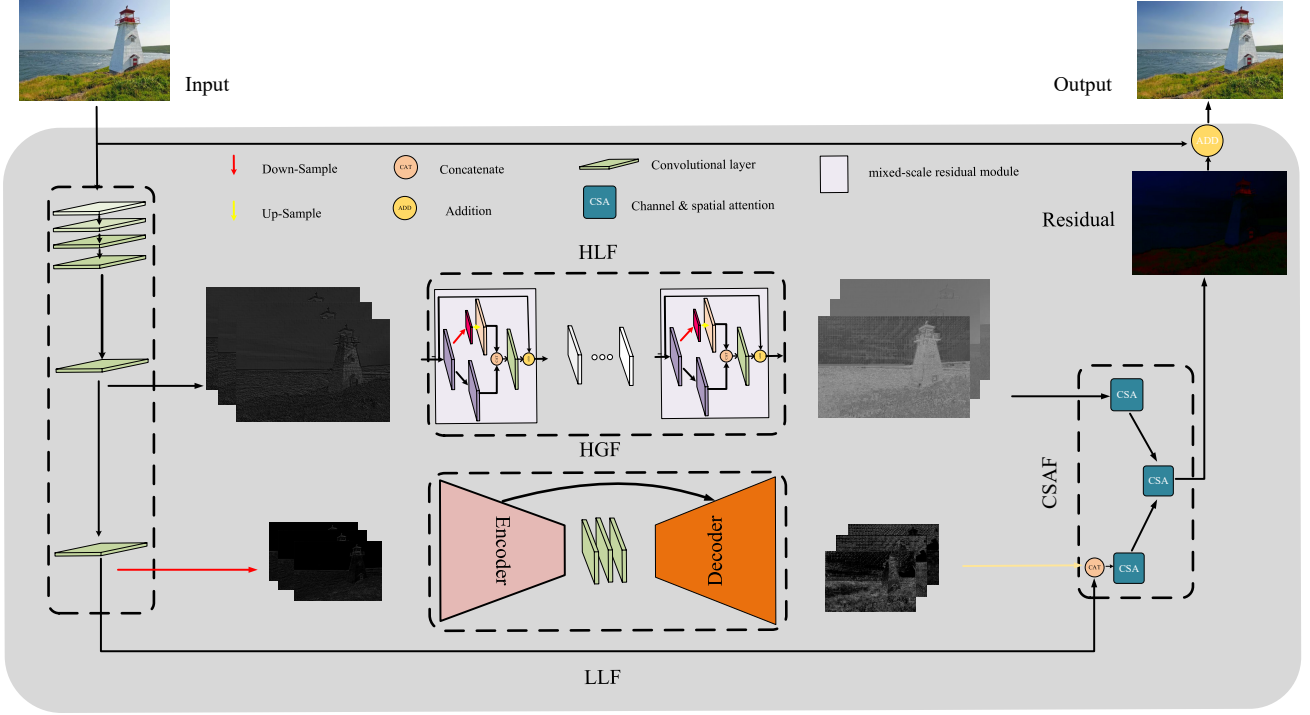 Input
Output
ADD
Down-Sample
CAT
Concatenate
Convolutional layer
mixed-scale residual module
Up-Sample
ADD
Addition
CSA
Channel & spatial attention
Residual
HLF
HGF
CSA
CSA
CSAF
Encoder
Decoder
CAT
CSA
LLF